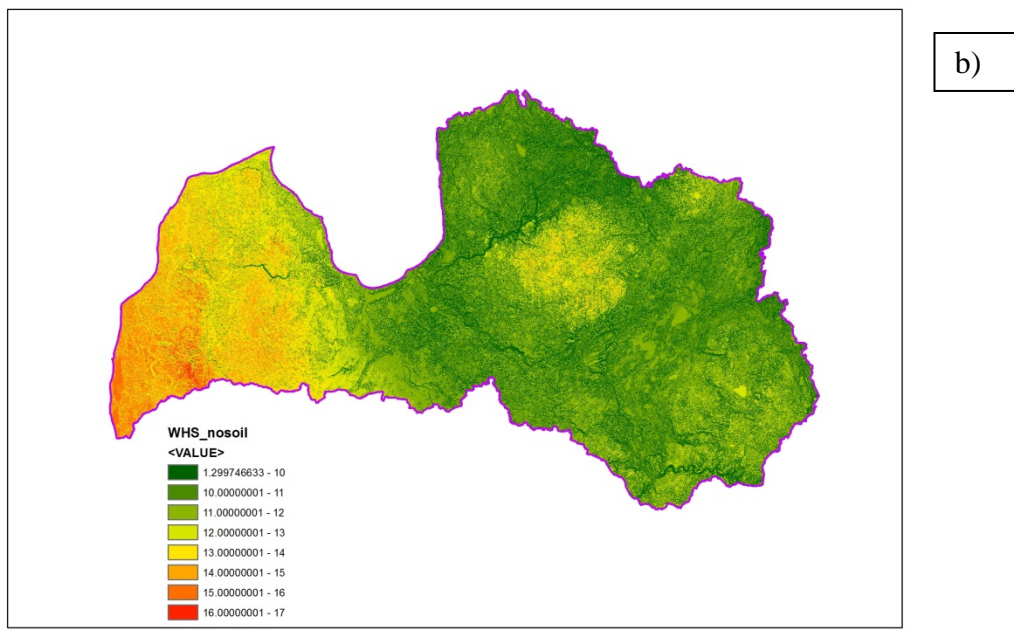 b)
WHS_nosoil
<VALUE>
1.299746633 - 10
10.00000001 - 11
11.00000001 - 12
12.00000001 - 13
13.00000001 - 14
14.00000001 - 15
15.00000001 - 16
16.00000001 - 17